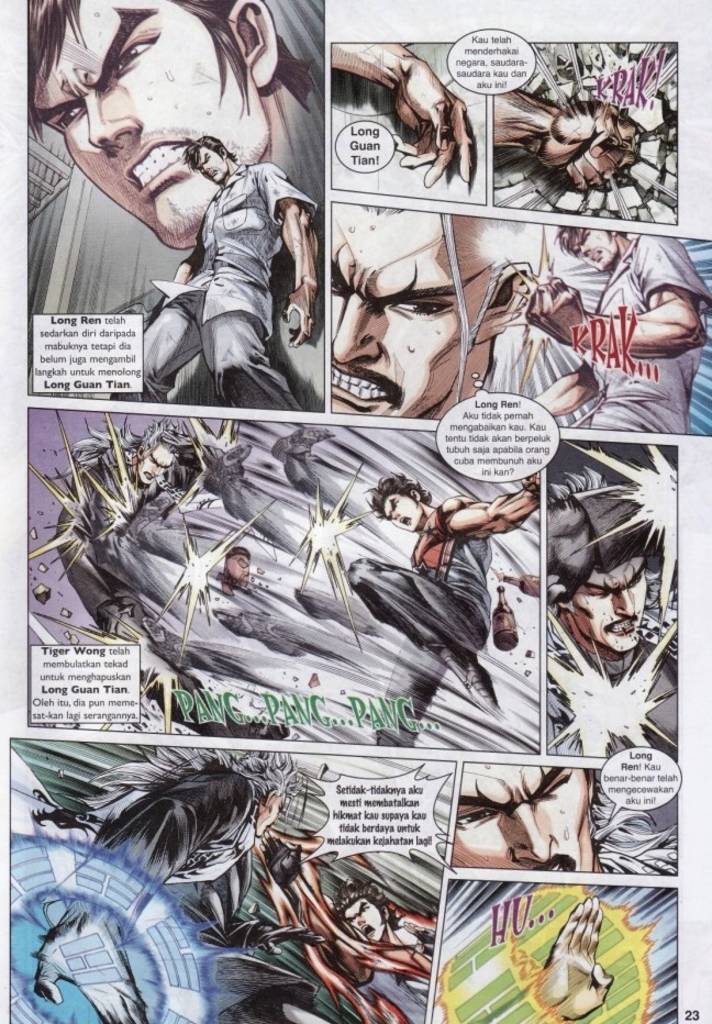 Long Ren telah
sedarkan diri daripada
mabuknya tetapi dia
belum juga mengambil
langkah untuk menolong
Long Guan Tian.
Kau telah
menderhakai
negara, saudara-
saudara kau dan
aku ini!
Long
Guan
Tian!
KRAK!
KRAK...
Long Ren!
Aku tidak pernah
mengabaikan kau. Kau
tentu tidak akan berpeluk
tubuh saja apabila orang
cuba membunuh aku
ini kan?
Tiger Wong telah
membulatkan tekad
untuk menghapuskan
Long Guan Tian.
Oleh itu, dia pun meme-
sat-kan lagi serangannya.
PANG...PANG...PANG...
Setidak-tidaknya aku
mesti membatalkan
hikmat kau supaya kau
tidak berdaya untuk
melakukan kejahatan lagi!
Long
Ren! Kau
benar-benar telah
mengecewakan
aku ini!
HU...
23